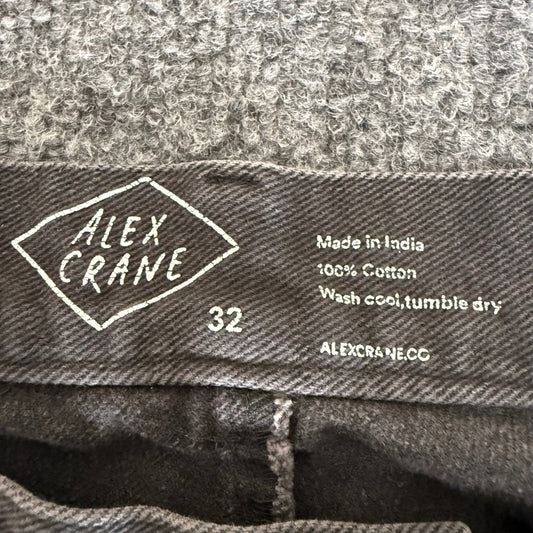 ALEX
CRANE
32
Made in India
100% Cotton
Wash cool,tumble dry
ALEXCRANE.CO